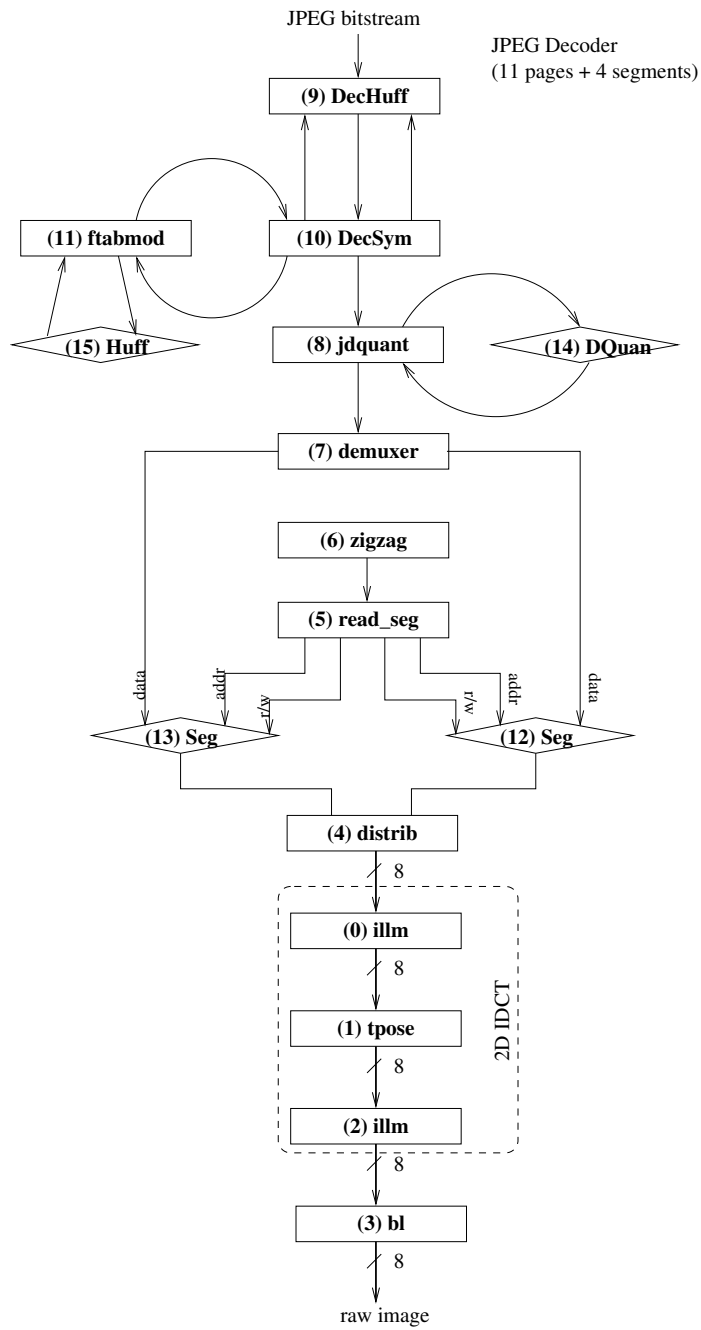 JPEG bitstream
JPEG Decoder
(11 pages + 4 segments)
(9) DecHuff
(11) ftabmod
(10) DecSym
(15) Huff
(8) jdquant
(14) DQuan
(7) demuxer
(6) zigzag
(5) read_seg
data
addr
r/w
r/w
addr
data
(13) Seg
(12) Seg
(4) distrib
8
(0) illm
8
(1) tpose
2D IDCT
8
(2) illm
8
(3) bl
8
raw image